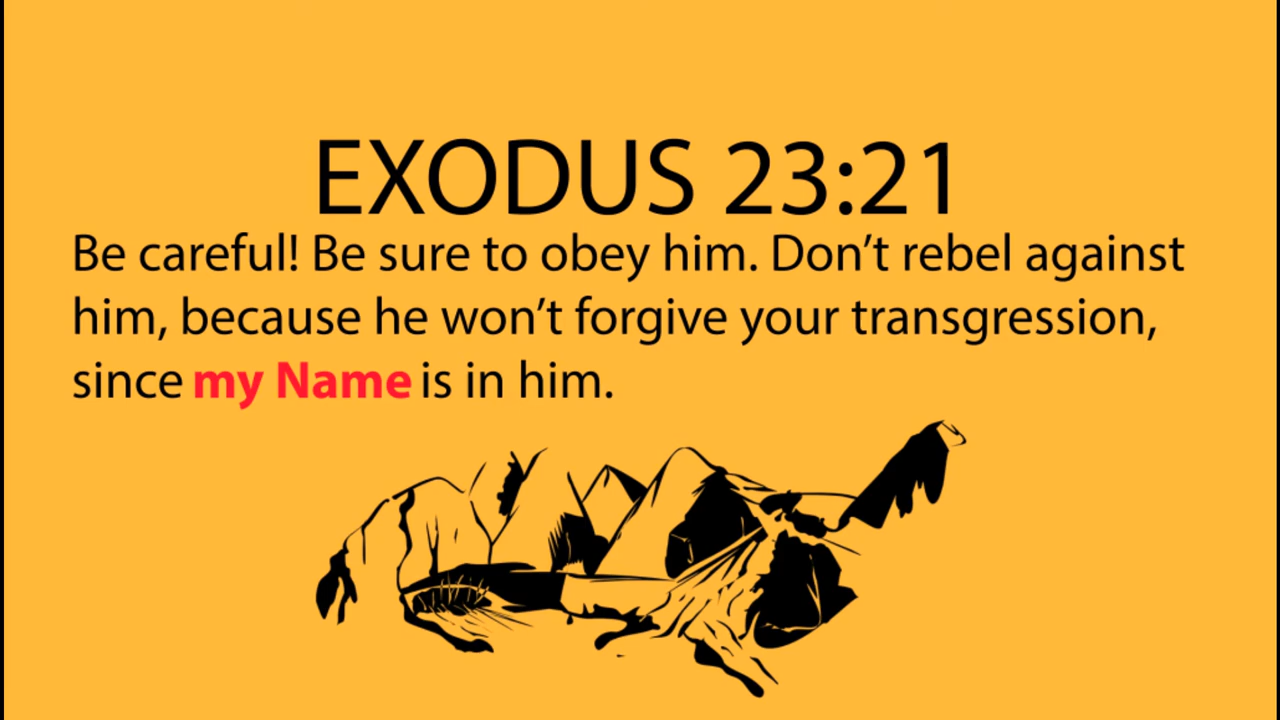 EXODUS 23:21
Be careful! Be sure to obey him. Don’t rebel against
him, because he won’t forgive your transgression,
since my Name is in him.